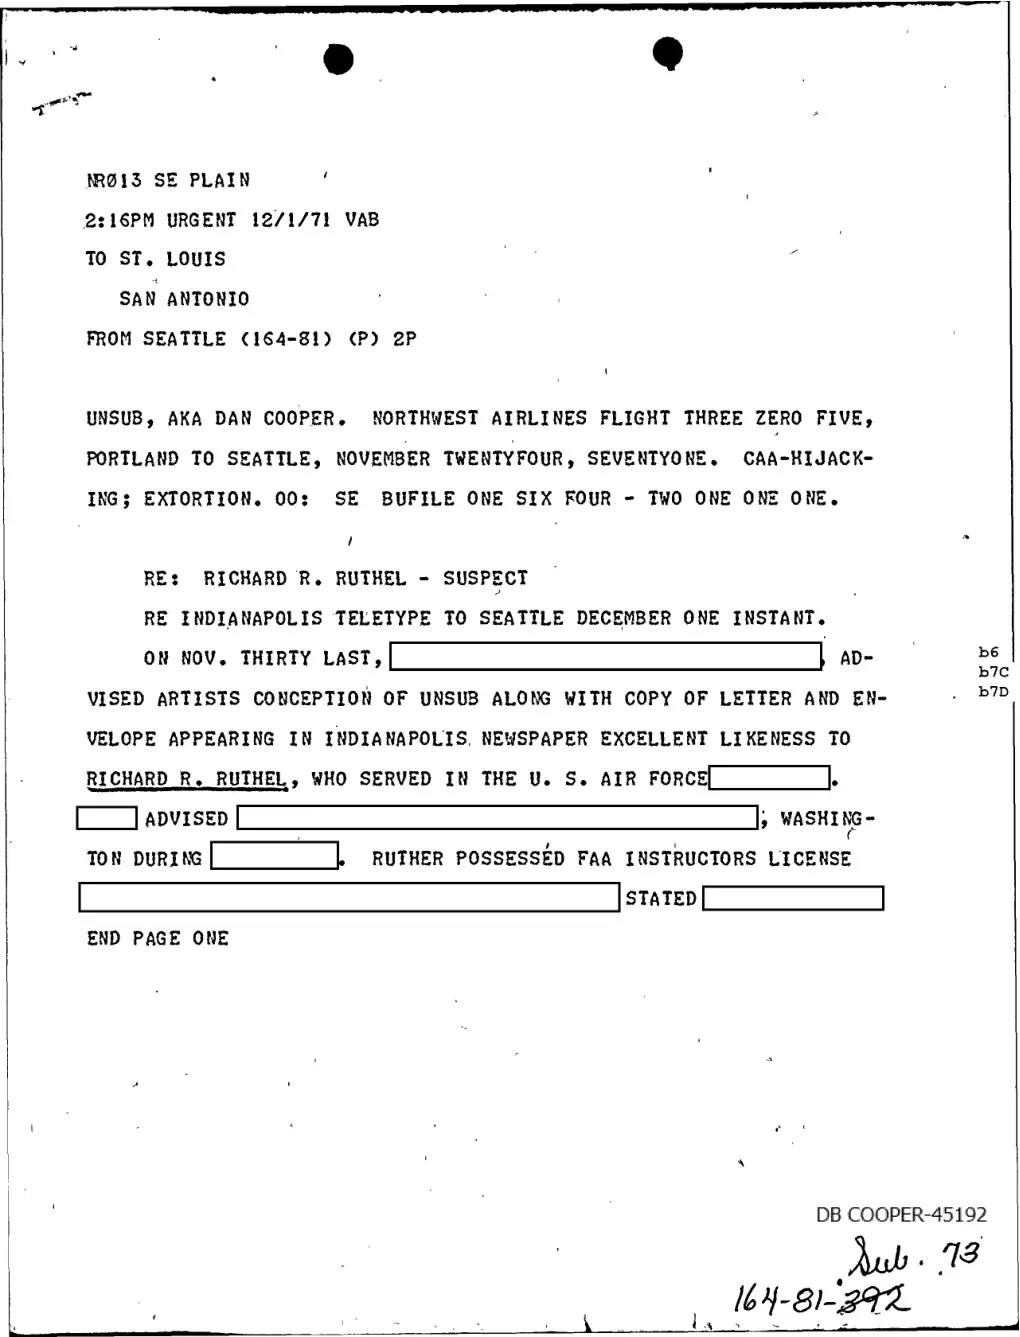 NR013 SE PLAIN
2:16PM URGENT 12/1/71 VAB
TO ST. LOUIS
SAN ANTONIO
FROM SEATTLE (164-81) (P) 2P
UNSUB, AKA DAN COOPER. NORTHWEST AIRLINES FLIGHT THREE ZERO FIVE,
PORTLAND TO SEATTLE, NOVEMBER TWENTYFOUR, SEVENTYONE. CAA-HIJACK-
ING; EXTORTION. OO: SE BUFILE ONE SIX FOUR - TWO ONE ONE ONE.
RE: RICHARD R. RUTHEL - SUSPECT
RE INDIANAPOLIS TELETYPE TO SEATTLE DECEMBER ONE INSTANT.
ON NOV. THIRTY LAST, , AD-
b6
b7C
b7D
VISED ARTISTS CONCEPTION OF UNSUB ALONG WITH COPY OF LETTER AND EN-
VELOPE APPEARING IN INDIANAPOLIS NEWSPAPER EXCELLENT LIKENESS TO
RICHARD R. RUTHEL, WHO SERVED IN THE U. S. AIR FORCE .
ADVISED , WASHING-
TON DURING . RUTHER POSSESSED FAA INSTRUCTORS LICENSE
STATED
END PAGE ONE
DB COOPER-45192
Sub. 73
164-81-392